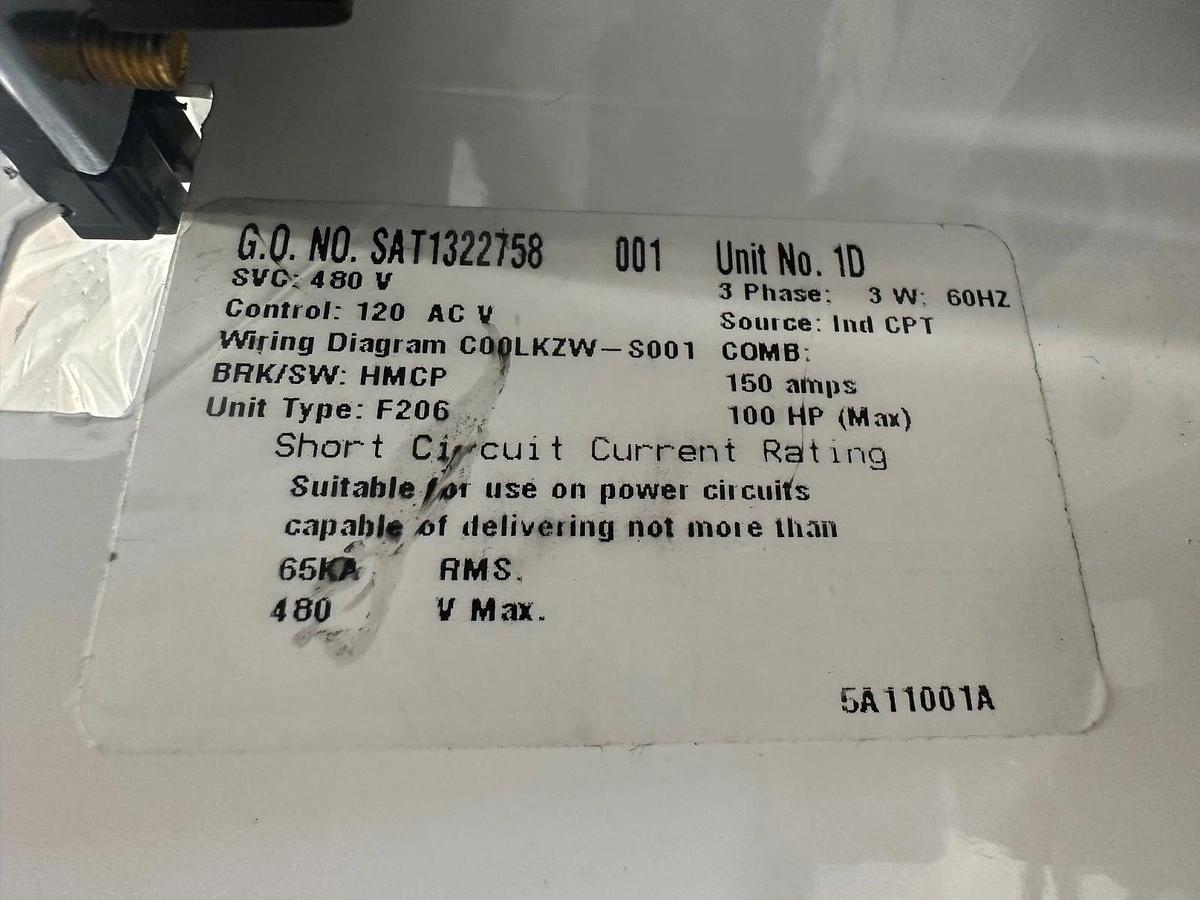 G.O. NO. SAT1322758 001 Unit No. 1D
SVC: 480 V 3 Phase; 3 W; 60HZ
Control: 120 AC V Source: Ind CPT
Wiring Diagram C00LKZW-S001 COMB:
BRK/SW: HMCP 150 amps
Unit Type: F206 100 HP (Max)
Short Circuit Current Rating
Suitable for use on power circuits
capable of delivering not more than
65KA RMS.
480 V Max.
5A11001A